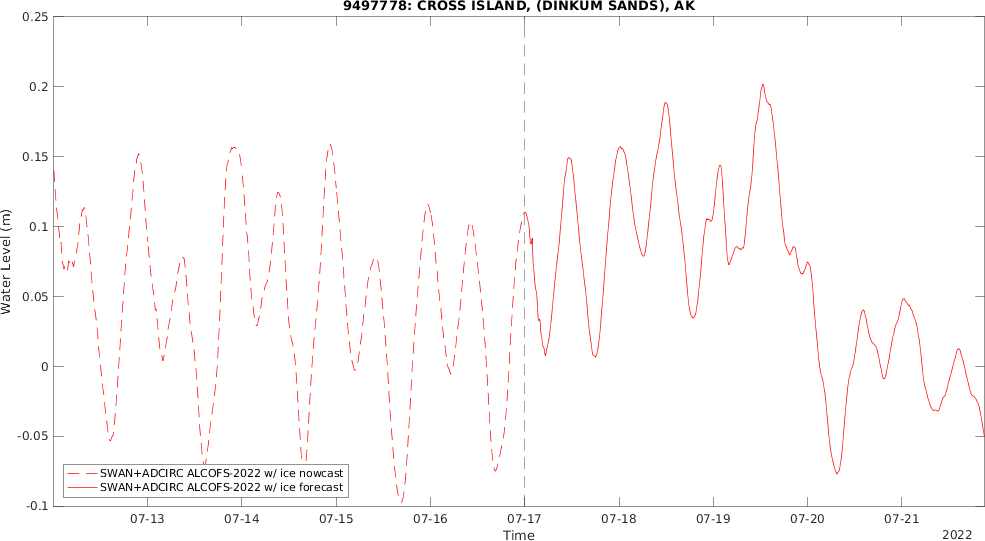 9497778: CROSS ISLAND, (DINKUM SANDS), AK
0.25
0.2
0.15
0.1
0.05
0
-0.05
-0.1
Water Level (m)
SWAN+ADCIRC ALCOFS-2022 w/ ice nowcast
SWAN+ADCIRC ALCOFS-2022 w/ ice forecast
07-13 07-14 07-15 07-16 07-17 07-18 07-19 07-20 07-21
Time
2022